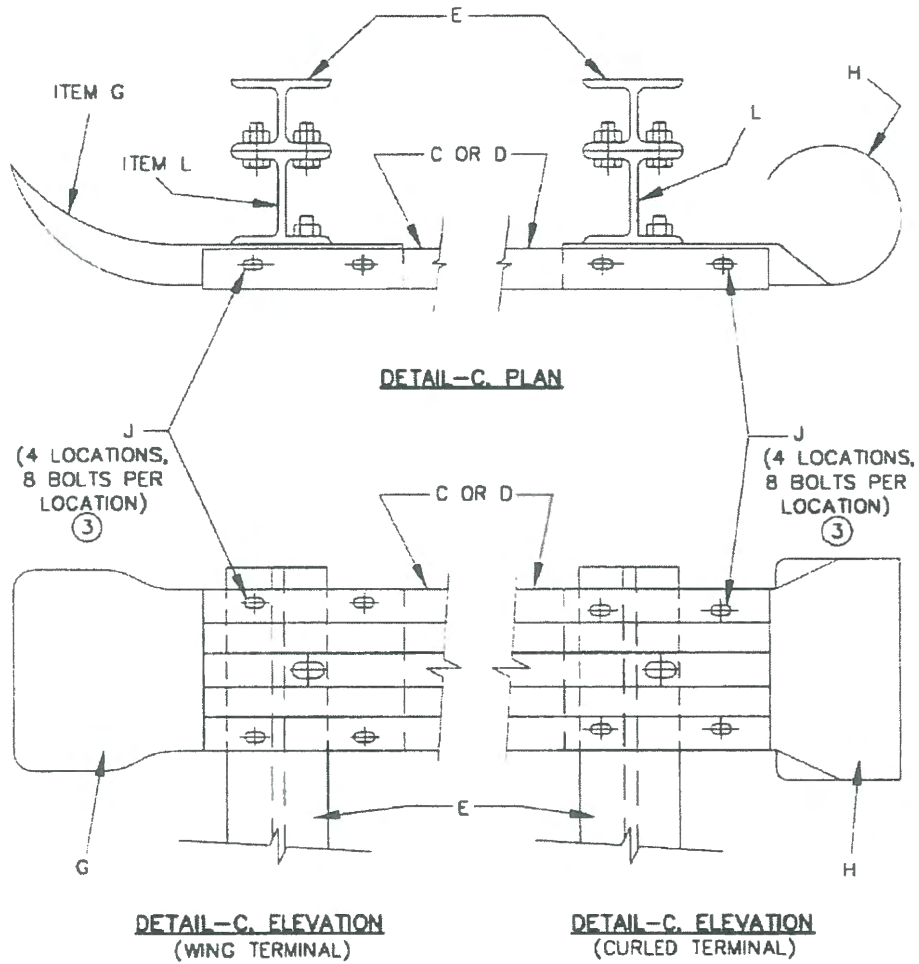 E
ITEM G
H
L
C OR D
ITEM L
DETAIL-C. PLAN
J
(4 LOCATIONS,
8 BOLTS PER
LOCATION)
3
J
(4 LOCATIONS,
8 BOLTS PER
LOCATION)
3
C OR D
E
G
H
DETAIL-C. ELEVATION
(WING TERMINAL)
DETAIL-C. ELEVATION
(CURLED TERMINAL)